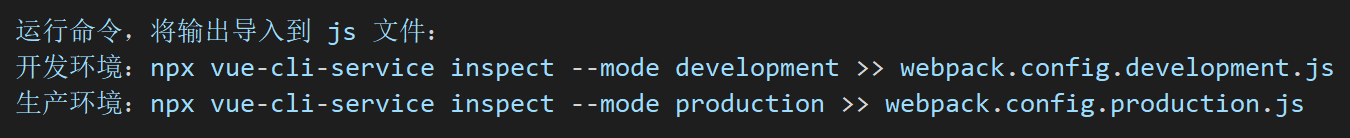 运行命令，将输出导入到 js 文件：
开发环境：npx vue-cli-service inspect --mode development >> webpack.config.development.js
生产环境：npx vue-cli-service inspect --mode production >> webpack.config.production.js